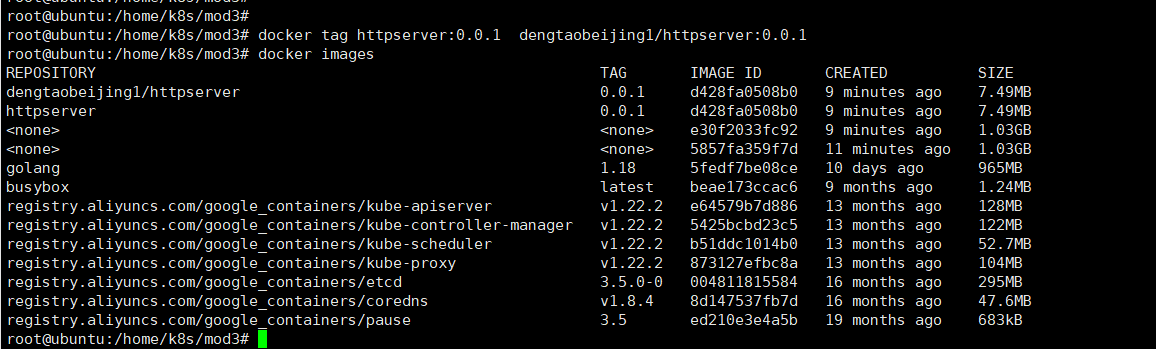 root@ubuntu:/home/k8s/mod3#
root@ubuntu:/home/k8s/mod3#
root@ubuntu:/home/k8s/mod3# docker tag httpserver:0.0.1  dengtaobeijing1/httpserver:0.0.1
root@ubuntu:/home/k8s/mod3# docker images
REPOSITORY                                                        TAG       IMAGE ID       CREATED          SIZE
dengtaobeijing1/httpserver                                        0.0.1     d428fa0508b0   9 minutes ago    7.49MB
httpserver                                                        0.0.1     d428fa0508b0   9 minutes ago    7.49MB
<none>                                                            <none>    e30f2033fc92   9 minutes ago    1.03GB
<none>                                                            <none>    5857fa359f7d   11 minutes ago   1.03GB
golang                                                            1.18      5fedf7be08ce   10 days ago      965MB
busybox                                                           latest    beae173ccac6   9 months ago     1.24MB
registry.aliyuncs.com/google_containers/kube-apiserver            v1.22.2   e64579b7d886   13 months ago    128MB
registry.aliyuncs.com/google_containers/kube-controller-manager   v1.22.2   5425bcbd23c5   13 months ago    122MB
registry.aliyuncs.com/google_containers/kube-scheduler            v1.22.2   b51ddc1014b0   13 months ago    52.7MB
registry.aliyuncs.com/google_containers/kube-proxy                v1.22.2   873127efbc8a   13 months ago    104MB
registry.aliyuncs.com/google_containers/etcd                      3.5.0-0   004811815584   16 months ago    295MB
registry.aliyuncs.com/google_containers/coredns                   v1.8.4    8d147537fb7d   16 months ago    47.6MB
registry.aliyuncs.com/google_containers/pause                     3.5       ed210e3e4a5b   19 months ago    683kB
root@ubuntu:/home/k8s/mod3#